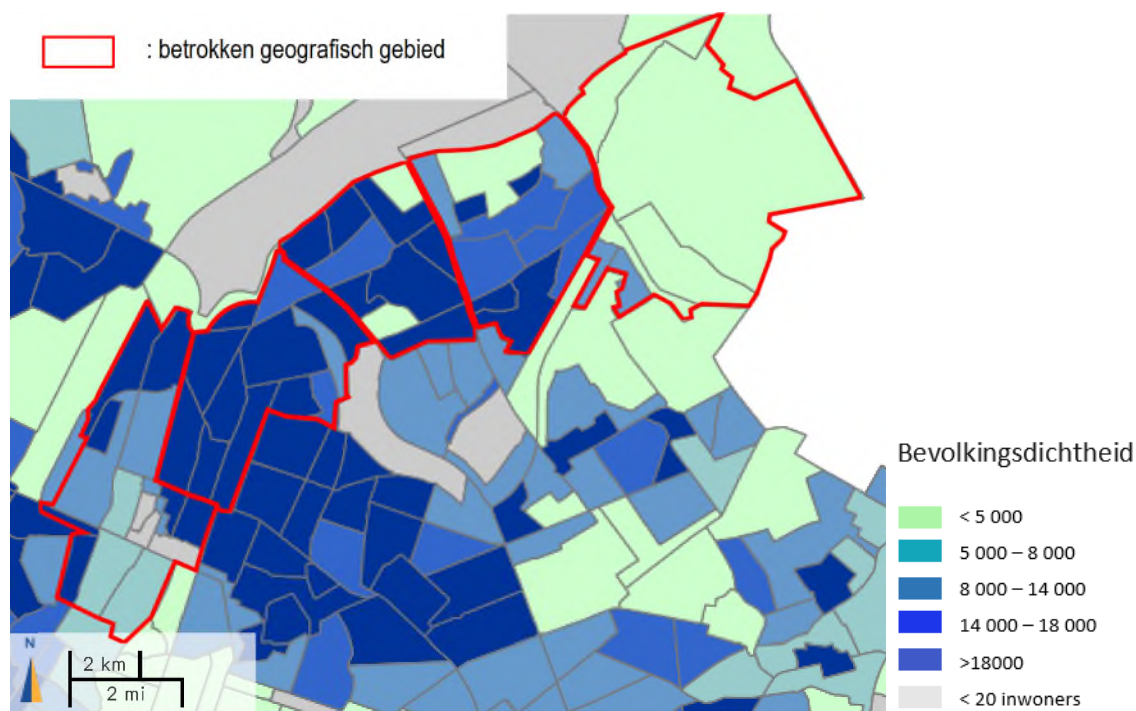 : betrokken geografisch gebied
Bevolkingsdichtheid
< 5 000
5 000 – 8 000
8 000 – 14 000
14 000 – 18 000
>18000
< 20 inwoners
N
2 km
2 mi